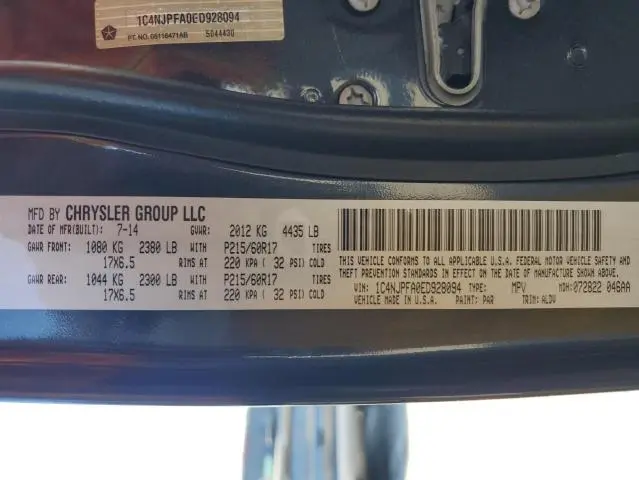 1C4NJPFA0ED928094
PT. NO. 05116471AB 5044430
MFD BY CHRYSLER GROUP LLC
DATE OF MFR(BUILT): 7-14 GVWR: 2012 KG 4435 LB
GAWR FRONT: 1080 KG 2380 LB WITH P215/60R17 TIRES
17X6.5 RIMS AT 220 KPA ( 32 PSI) COLD
GAWR REAR: 1044 KG 2300 LB WITH P215/60R17 TIRES
17X6.5 RIMS AT 220 KPA ( 32 PSI) COLD
THIS VEHICLE CONFORMS TO ALL APPLICABLE U.S.A. FEDERAL MOTOR VEHICLE SAFETY AND
THEFT PREVENTION STANDARDS IN EFFECT ON THE DATE OF MANUFACTURE SHOWN ABOVE.
VIN: 1C4NJPFA0ED928094 TYPE: MPV MDH:072822 046AA
VEHICLE MADE IN U.S.A. PAINT: PAR TRIM: ALDV